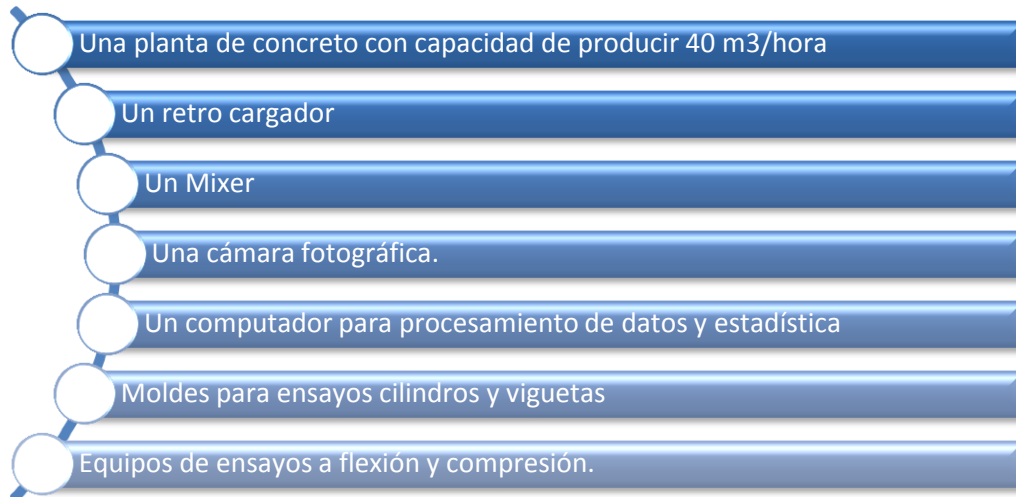 Una planta de concreto con capacidad de producir 40 m3/hora
Un retro cargador
Un Mixer
Una cámara fotográfica.
Un computador para procesamiento de datos y estadística
Moldes para ensayos cilindros y viguetas
Equipos de ensayos a flexión y compresión.